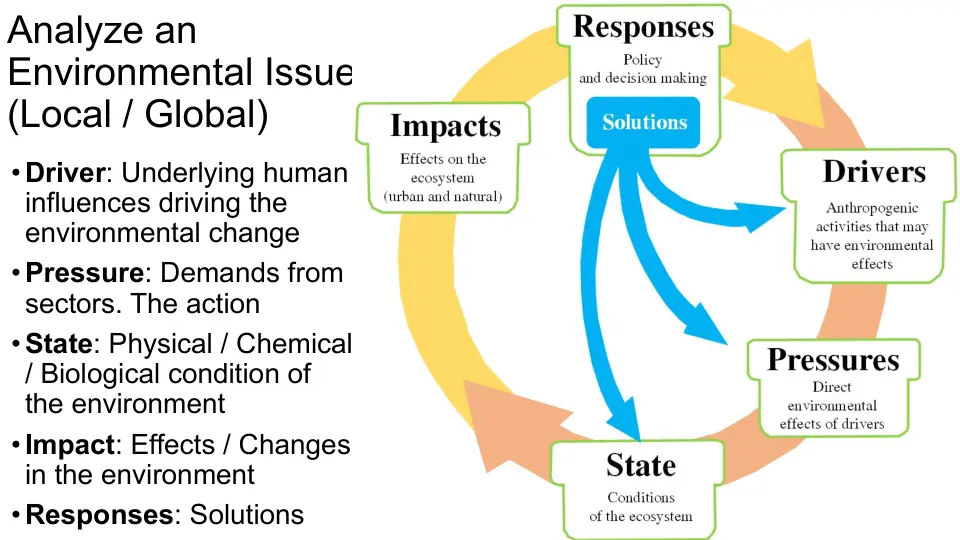 Analyze an
Environmental Issue
(Local / Global)
• Driver: Underlying human
influences driving the
environmental change
• Pressure: Demands from
sectors. The action
• State: Physical / Chemical
/ Biological condition of
the environment
• Impact: Effects / Changes
in the environment
• Responses: Solutions
Responses
Policy
and decision making
Solutions
Impacts
Effects on the
ecosystem
(urban and natural)
Drivers
Anthropogenic
activities that may
have environmental
effects
Pressures
Direct
environmental
effects of drivers
State
Conditions
of the ecosystem